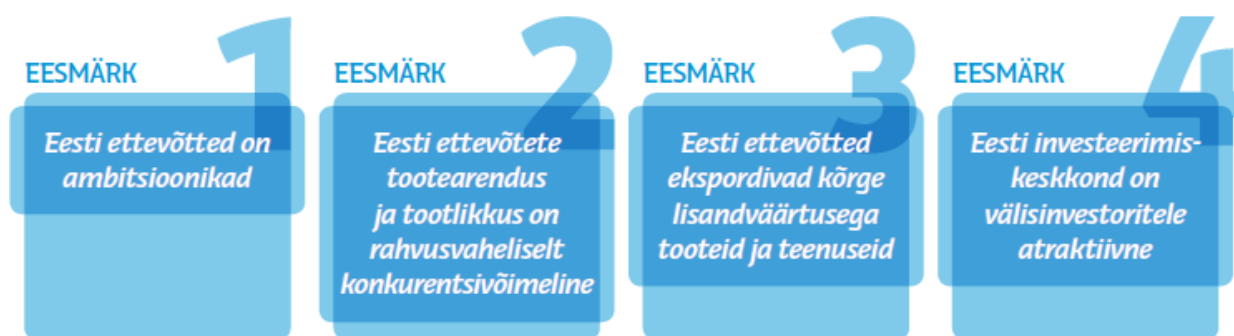 EESMÄRK 1
Eesti ettevõtted on
ambitsioonikad
EESMÄRK 2
Eesti ettevõtete
tootearendus
ja tootlikkus on
rahvusvaheliselt
konkurentsivõimeline
EESMÄRK 3
Eesti ettevõtted
ekspordivad kõrge
lisandväärtusega
tooteid ja teenuseid
EESMÄRK 4
Eesti investeerimis-
keskkond on
välisinvestoritele
atraktiivne